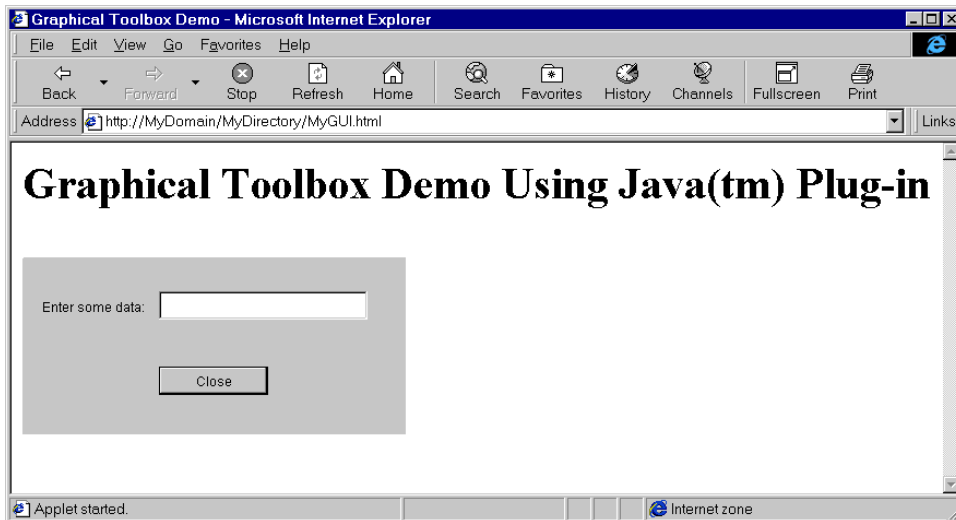 Graphical Toolbox Demo - Microsoft Internet Explorer
File Edit View Go Favorites Help
Back Forward Stop Refresh Home Search Favorites History Channels Fullscreen Print
Address http://MyDomain/MyDirectory/MyGUI.html Links
Graphical Toolbox Demo Using Java(tm) Plug-in
Enter some data:
Close
Applet started. Internet zone